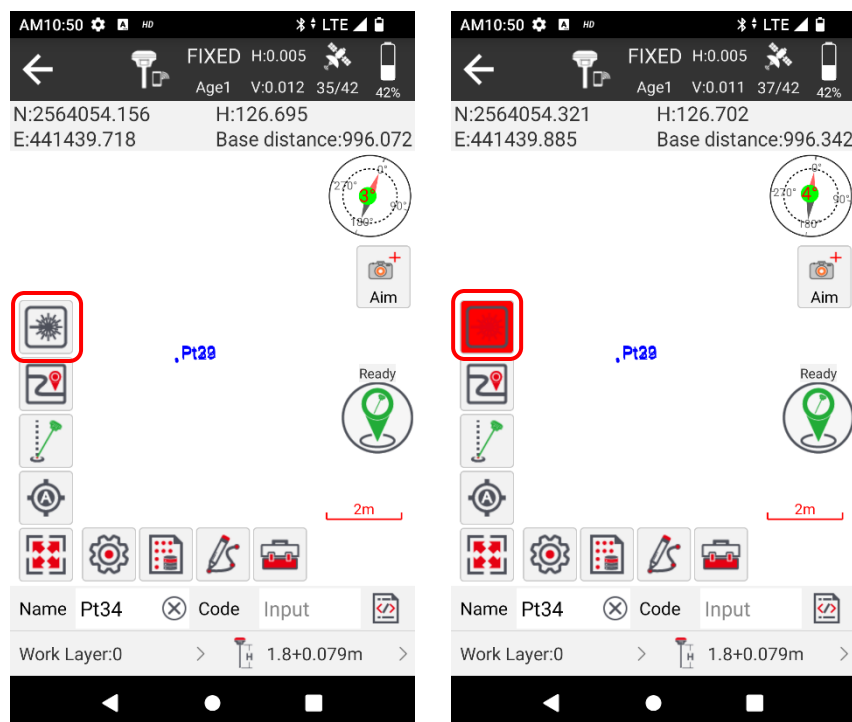 AM10:50 A HD LTE
FIXED H:0.005
Age1 V:0.012 35/42 42%
N:2564054.156 H:126.695
E:441439.718 Base distance:996.072
0°
270° 3° 90°
180°
Aim
Pt29
Ready
A
2m
Name Pt34 Code Input
</>
Work Layer:0 > H 1.8+0.079m >
AM10:50 A HD LTE
FIXED H:0.005
Age1 V:0.011 37/42 42%
N:2564054.321 H:126.702
E:441439.885 Base distance:996.342
0°
270° 4° 90°
180°
Aim
Ready
A
2m
Name Pt34 Code Input
</>
Work Layer:0 > H 1.8+0.079m >